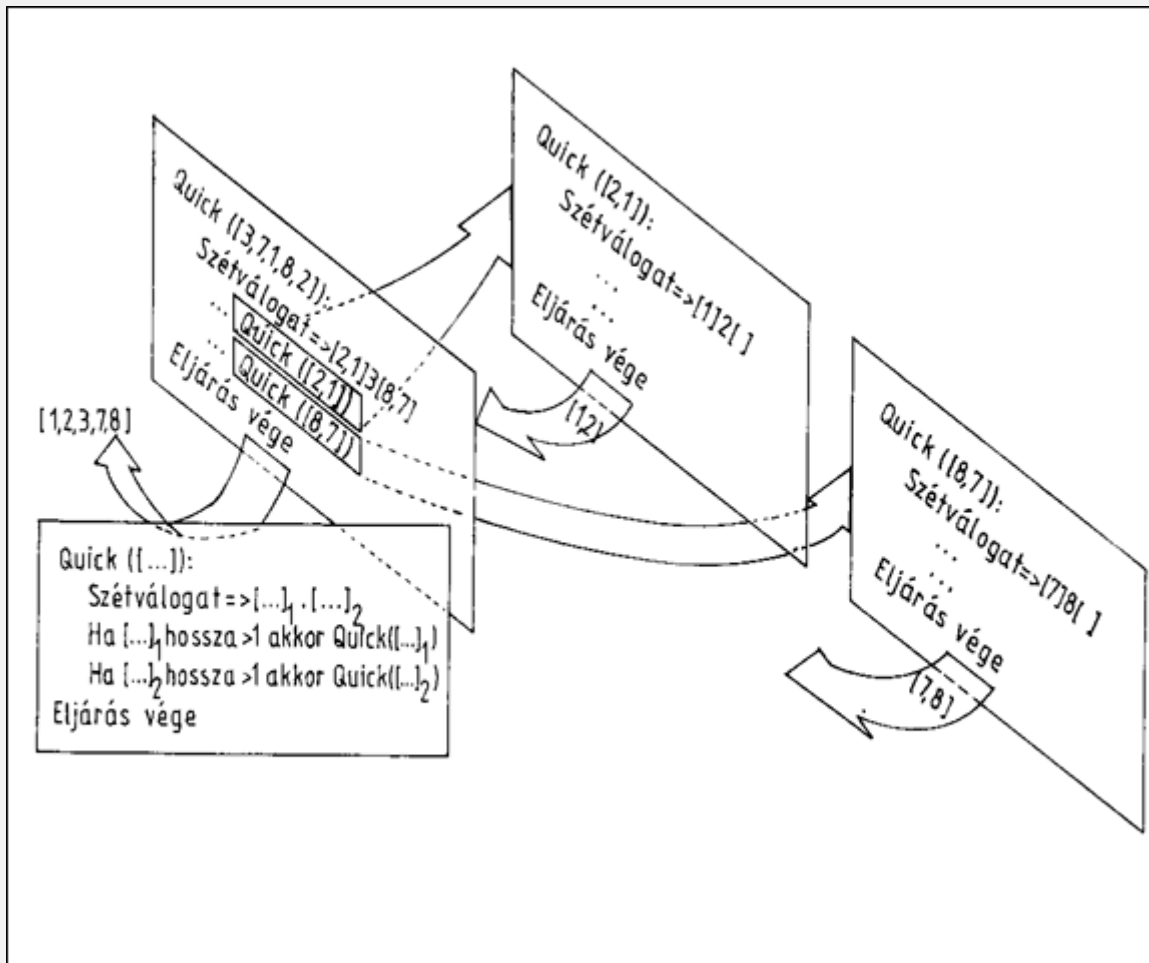 Quick ([3,7,1,8,2]):
Szétválogat=>[2,1]3[8,7]
... Quick ([2,1])
... Quick ([8,7])
Eljárás vége
[1,2,3,7,8]
Quick ([2,1]):
Szétválogat=>[1]2[ ]
...
...
Eljárás vége
[1,2]
Quick ([8,7]):
Szétválogat=>[7]8[ ]
...
...
Eljárás vége
[7,8]
Quick ([...]):
Szétválogat=>[...]₁.[...]₂
Ha [...]₁ hossza >1 akkor Quick([...]₁)
Ha [...]₂ hossza >1 akkor Quick([...]₂)
Eljárás vége